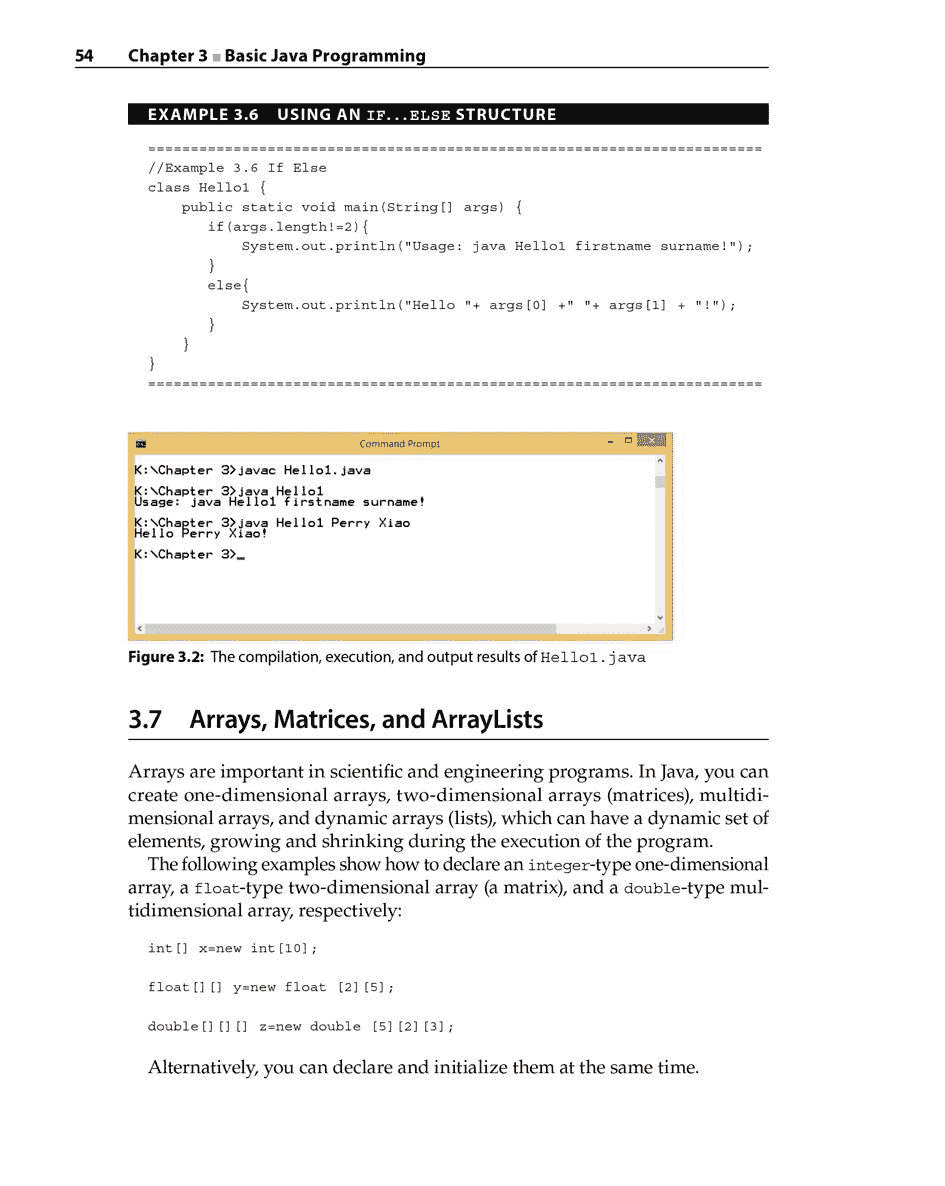 54 Chapter 3 ■ Basic Java Programming
EXAMPLE 3.6 USING AN IF...ELSE STRUCTURE
========================================================================
//Example 3.6 If Else
class Hello1 {
    public static void main(String[] args) {
       if(args.length!=2){
           System.out.println("Usage: java Hello1 firstname surname!");
       }
       else{
           System.out.println("Hello "+ args[0] +" "+ args[1] + "!");
       }
    }
}
========================================================================
Command Prompt
K:\Chapter 3>javac Hello1.java
K:\Chapter 3>java Hello1
Usage: java Hello1 firstname surname!
K:\Chapter 3>java Hello1 Perry Xiao
Hello Perry Xiao!
K:\Chapter 3>_
Figure 3.2: The compilation, execution, and output results of Hello1.java
3.7 Arrays, Matrices, and ArrayLists
Arrays are important in scientific and engineering programs. In Java, you can
create one-dimensional arrays, two-dimensional arrays (matrices), multidi-
mensional arrays, and dynamic arrays (lists), which can have a dynamic set of
elements, growing and shrinking during the execution of the program.
The following examples show how to declare an integer-type one-dimensional
array, a float-type two-dimensional array (a matrix), and a double-type mul-
tidimensional array, respectively:
int[] x=new int[10];
float[][] y=new float [2][5];
double[][][] z=new double [5][2][3];
Alternatively, you can declare and initialize them at the same time.